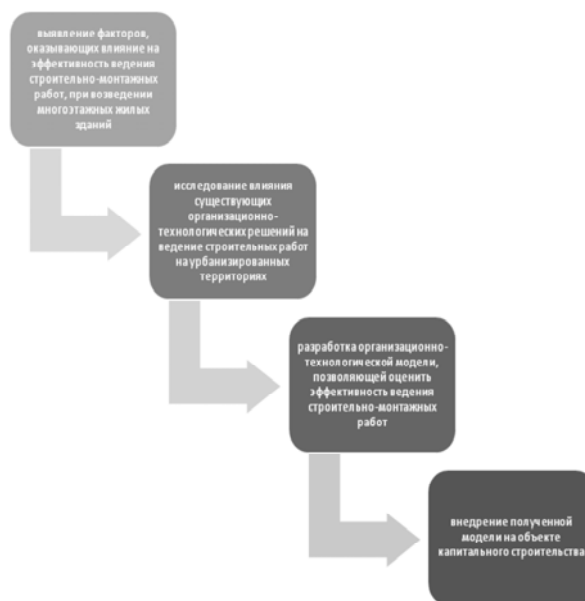 выявление факторов,
оказывающих влияние на
эффективность ведения
строительно-монтажных
работ, при возведении
многоэтажных жилых
зданий
исследование влияния
существующих
организационно-
технологических решений на
ведение строительных работ
на урбанизированных
территориях
разработка организационно-
технологической модели,
позволяющей оценить
эффективность ведения
строительно-монтажных
работ
внедрение полученной
модели на объекте
капитального строительства